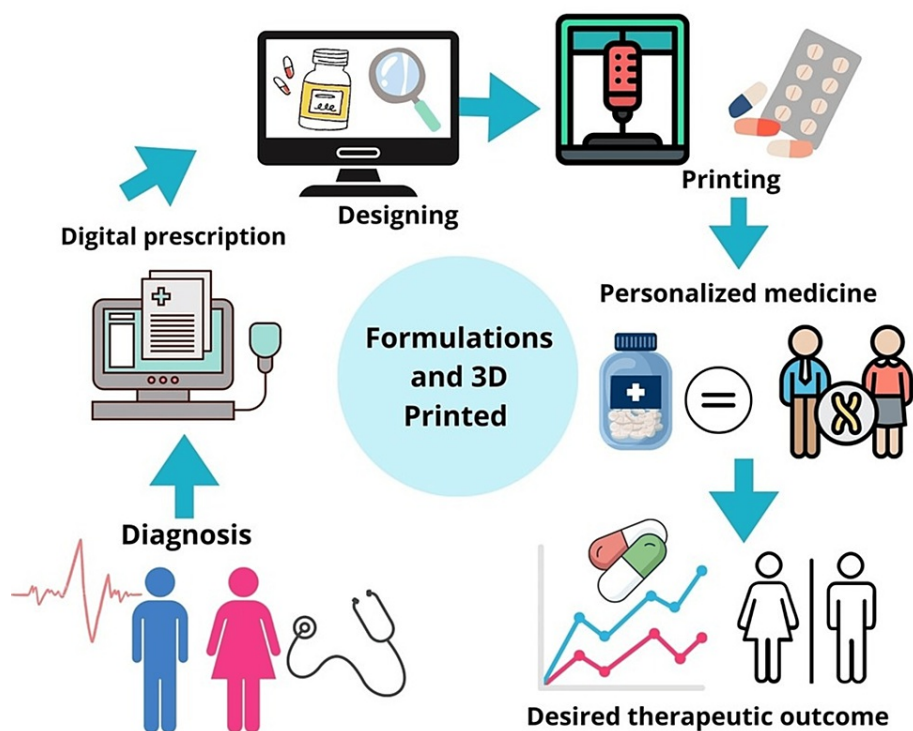 Designing
Printing
Digital prescription
Personalized medicine
Formulations
and 3D
Printed
Diagnosis
Desired therapeutic outcome